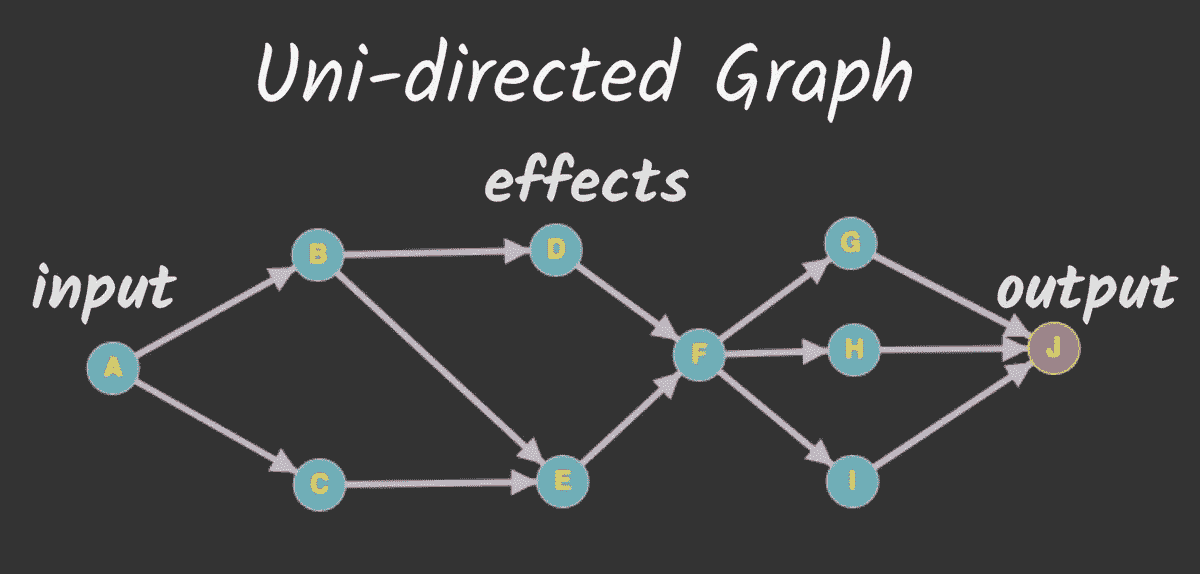 Uni-directed Graph
effects
input
output
A
B
C
D
E
F
G
H
I
J